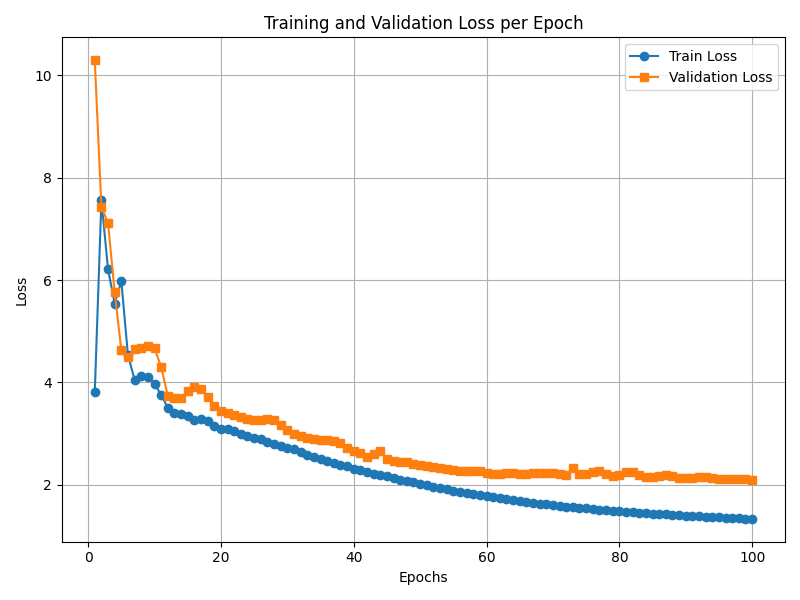 Training and Validation Loss per Epoch
Train Loss
Validation Loss
10
8
6
4
2
Loss
0 20 40 60 80 100
Epochs